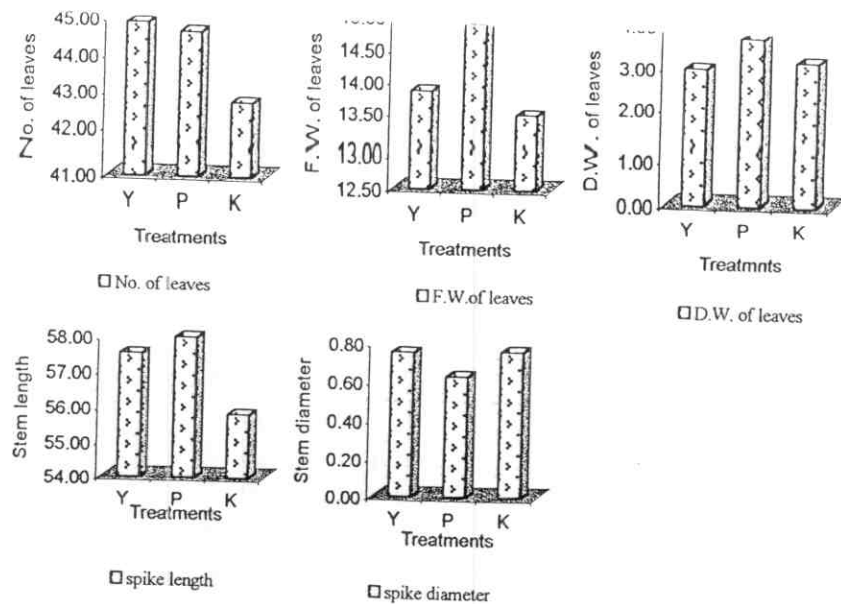 No. of leaves
45.00
44.00
43.00
42.00
41.00
Y P K
Treatments
No. of leaves
F.W. of leaves
14.50
14.00
13.50
13.00
12.50
Y P K
Treatments
F.W.of leaves
D.W. of leaves
3.00
2.00
1.00
0.00
Y P K
Treatmnts
D.W. of leaves
Stem length
58.00
57.00
56.00
55.00
54.00
Y P K
Treatments
spike length
Stem diameter
0.80
0.60
0.40
0.20
0.00
Y P K
Treatments
spike diameter